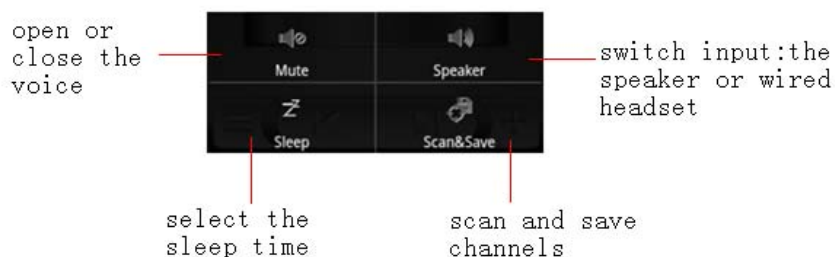 open or
close the
voice
Mute
Speaker
switch input:the
speaker or wired
headset
Sleep
Scan&Save
select the
sleep time
scan and save
channels